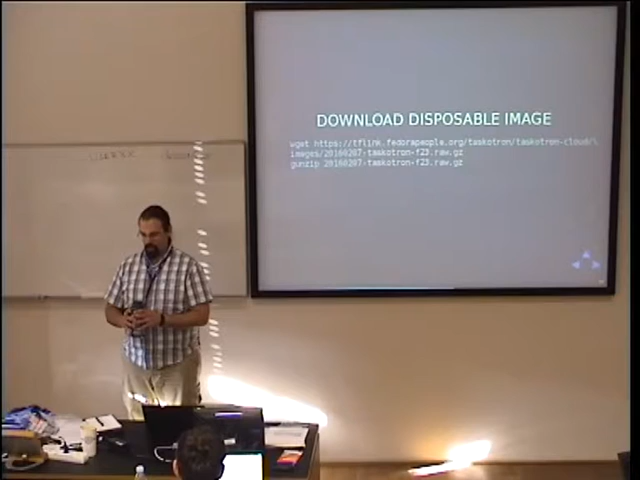 DOWNLOAD DISPOSABLE IMAGE
wget https://tflink.fedorapeople.org/taskotron/taskotron-cloud/\
images/20160207-taskotron-f23.raw.gz
gunzip 20160207-taskotron-f23.raw.gz